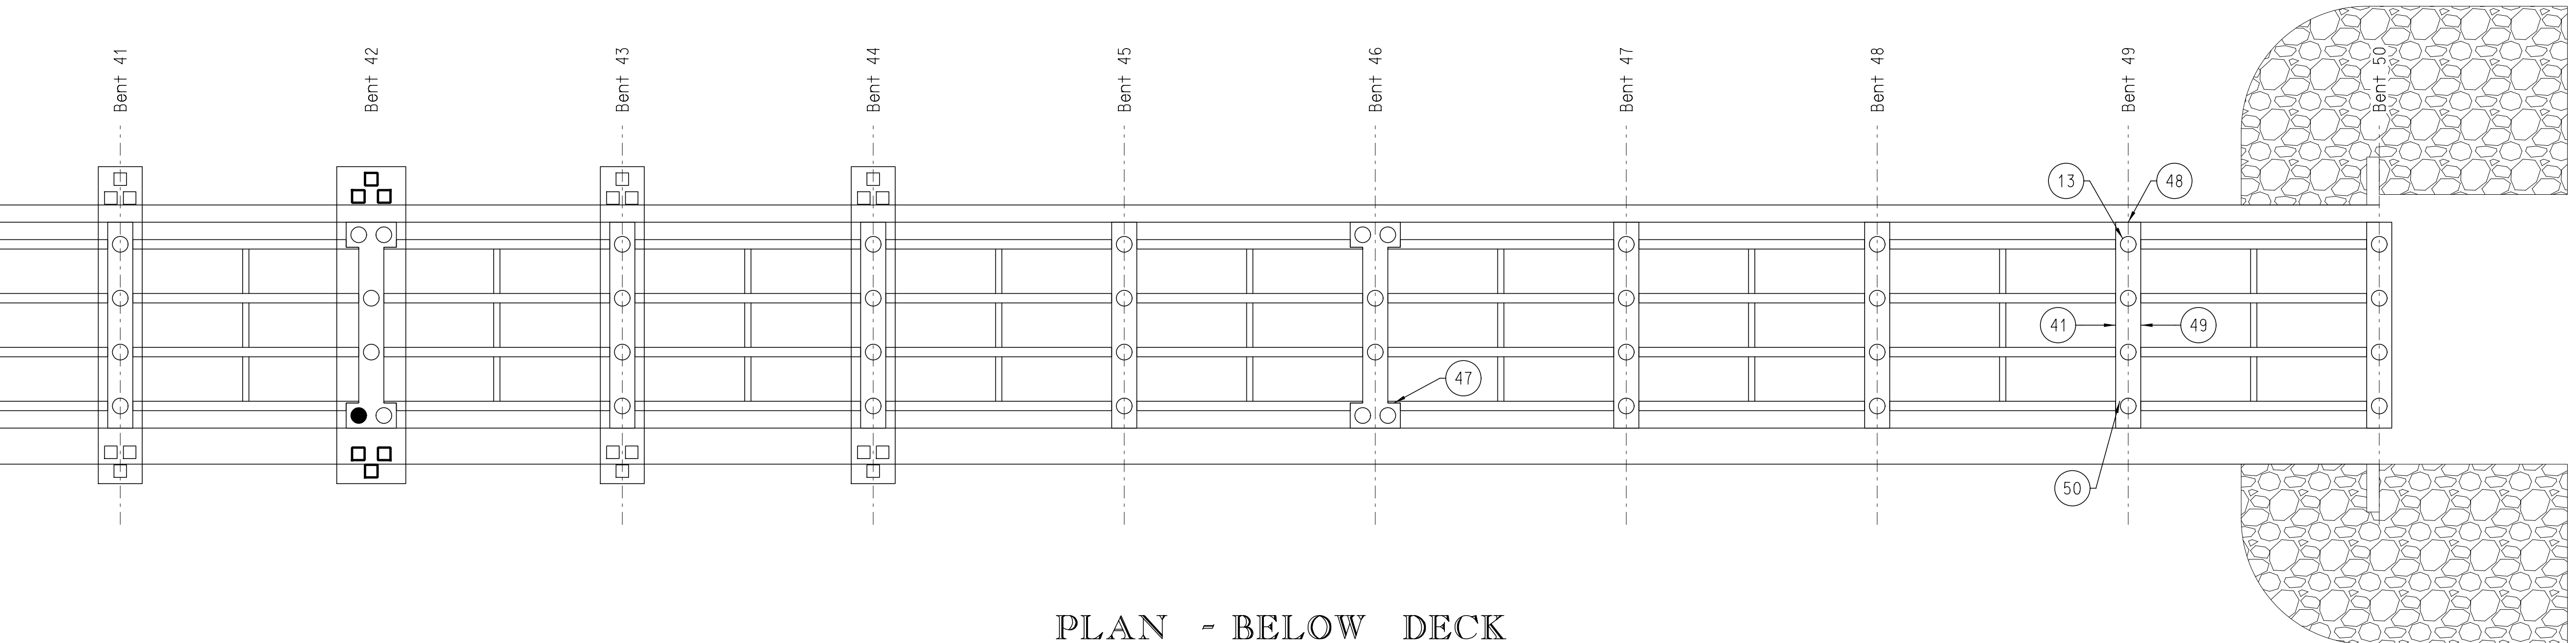 Bent 41
Bent 42
Bent 43
Bent 44
Bent 45
Bent 46
Bent 47
Bent 48
Bent 49
Bent 50
13
48
41
49
47
50
PLAN - BELOW DECK